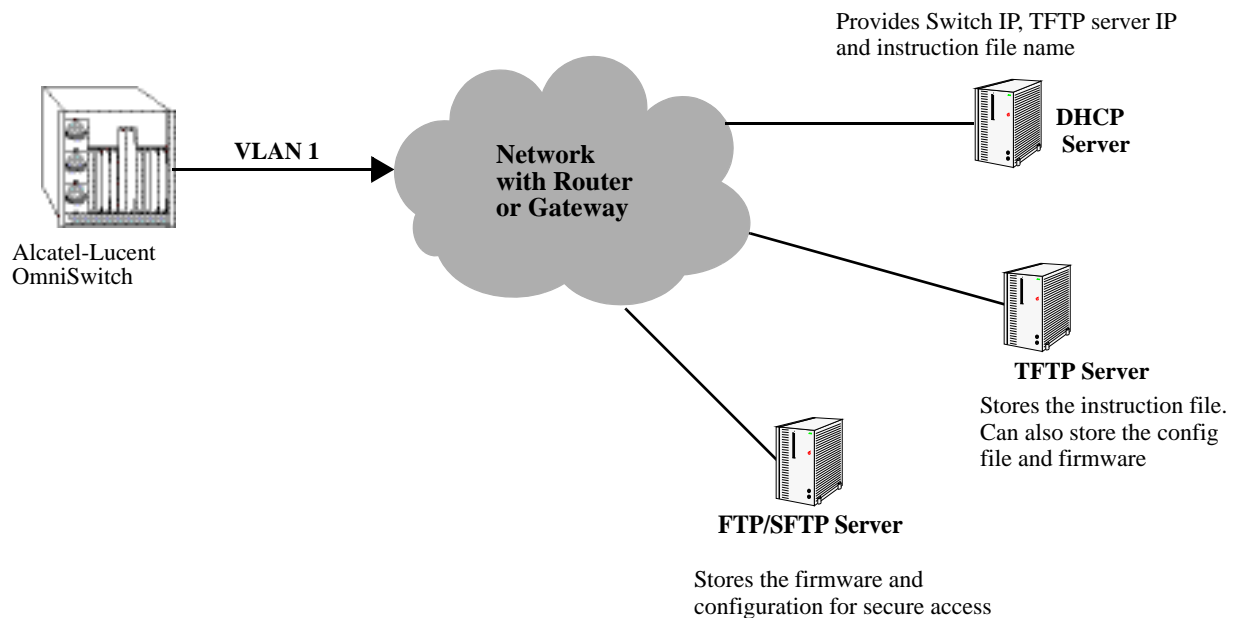 Provides Switch IP, TFTP server IP
and instruction file name
DHCP
Server
VLAN 1
Network
with Router
or Gateway
Alcatel-Lucent
OmniSwitch
TFTP Server
Stores the instruction file.
Can also store the config
file and firmware
FTP/SFTP Server
Stores the firmware and
configuration for secure access